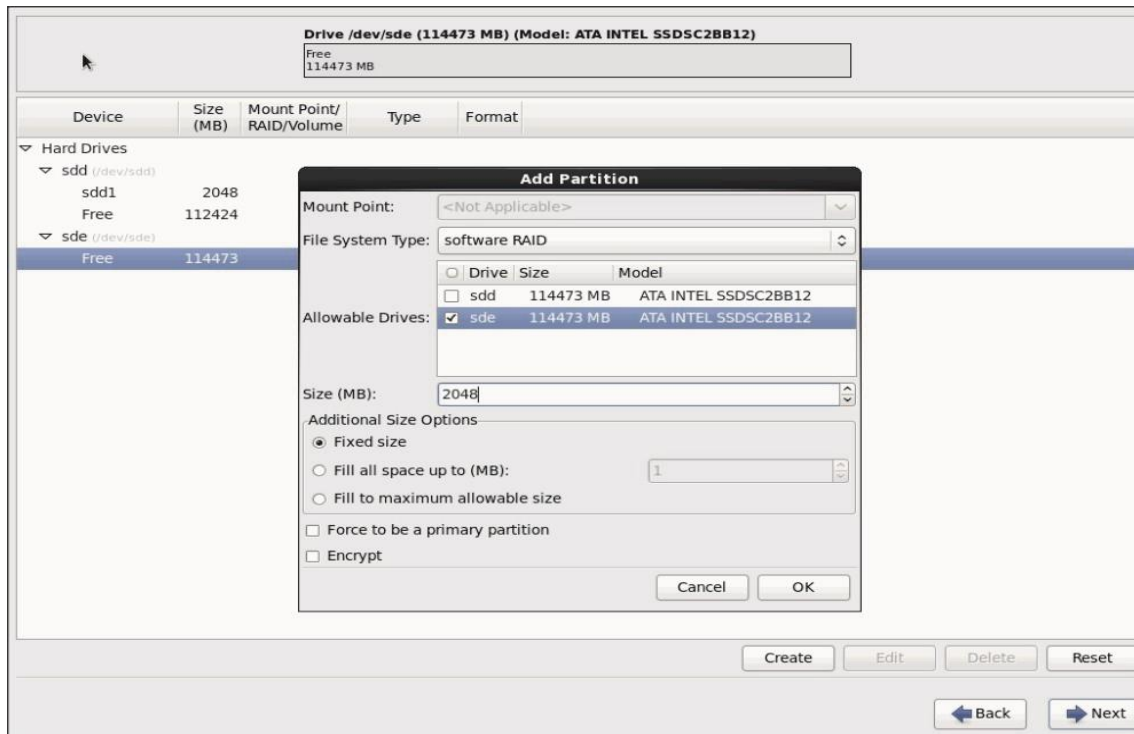 Drive /dev/sde (114473 MB) (Model: ATA INTEL SSDSC2BB12)
Free
114473 MB
Device Size (MB) Mount Point/ RAID/Volume Type Format
Hard Drives
sdd (/dev/sdd)
sdd1 2048
Free 112424
sde (/dev/sde)
Free 114473
Add Partition
Mount Point: <Not Applicable>
File System Type: software RAID
Allowable Drives:
Drive Size Model
sdd 114473 MB ATA INTEL SSDSC2BB12
sde 114473 MB ATA INTEL SSDSC2BB12
Size (MB): 2048
Additional Size Options
Fixed size
Fill all space up to (MB): 1
Fill to maximum allowable size
Force to be a primary partition
Encrypt
Cancel OK
Create Edit Delete Reset
Back Next